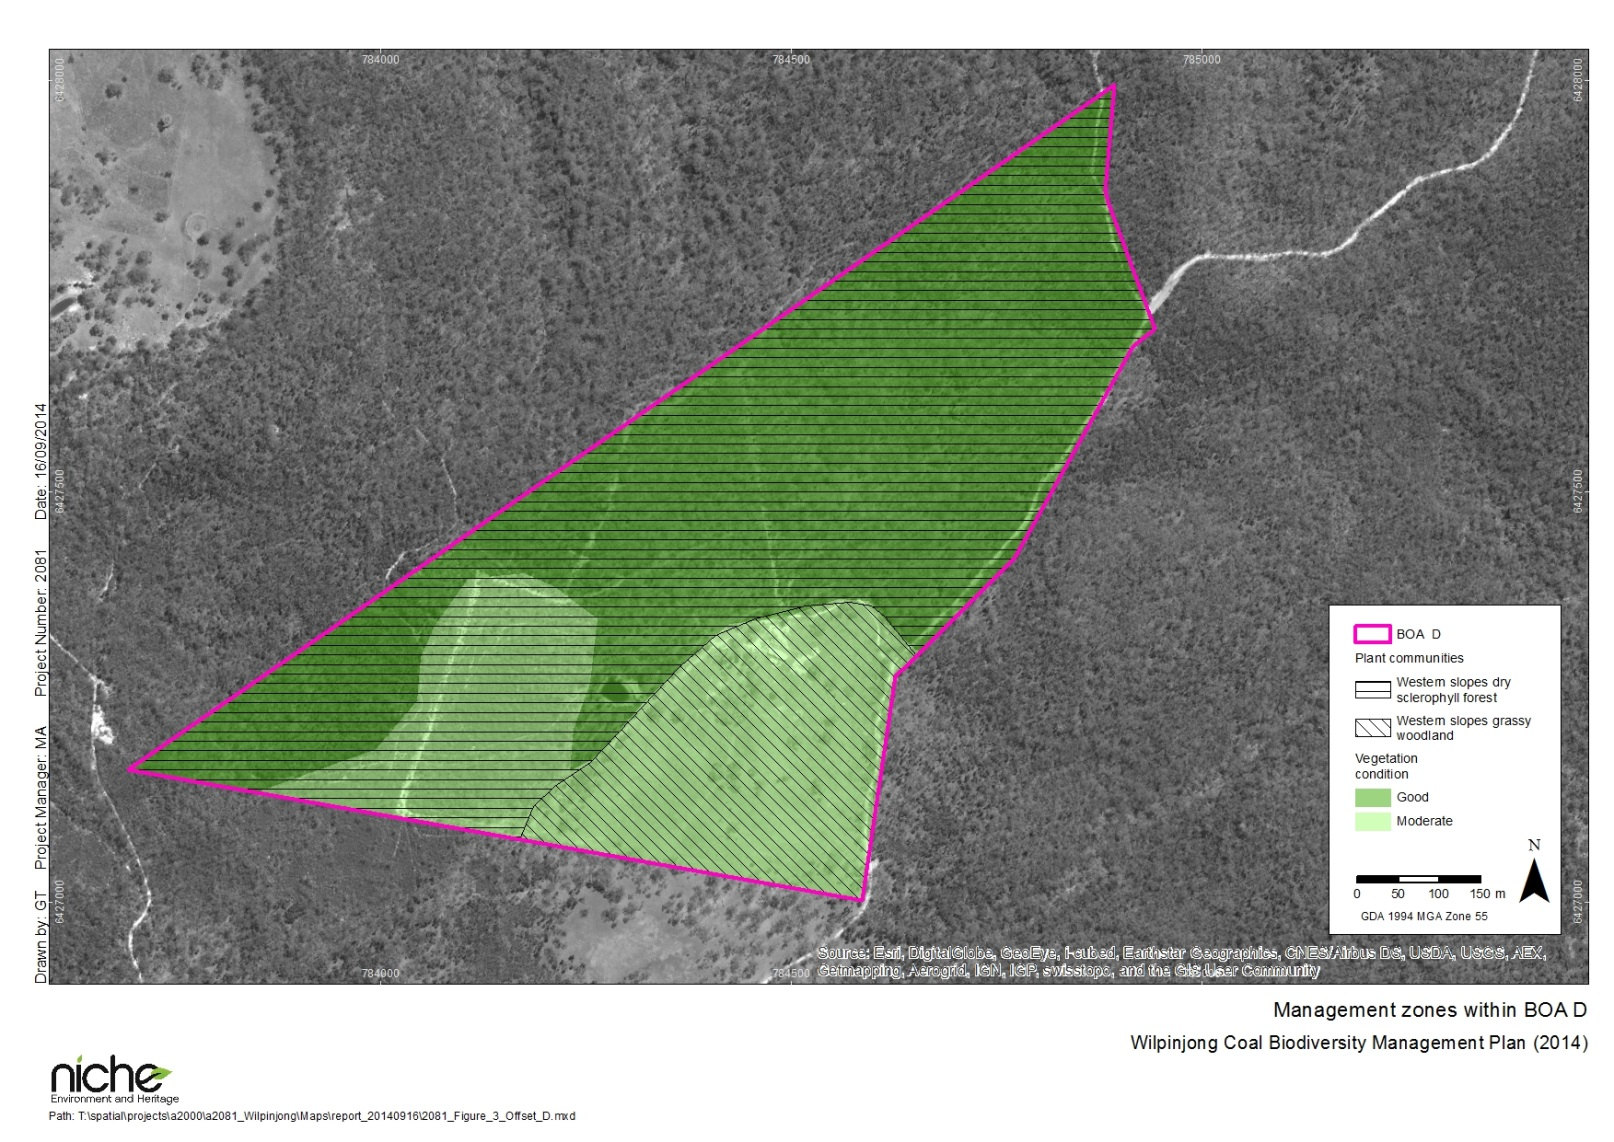 784000
784500
785000
6428000
6428000
6427500
6427500
6427000
6427000
Drawn by: GT Project Manager: MA Project Number: 2081 Date: 16/09/2014
BOA D
Plant communities
Western slopes dry
sclerophyll forest
Western slopes grassy
woodland
Vegetation
condition
Good
Moderate
N
0 50 100 150 m
GDA 1994 MGA Zone 55
Source: Esri, DigitalGlobe, GeoEye, i-cubed, Earthstar Geographics, CNES/Airbus DS, USDA, USGS, AEX,
Getmapping, Aerogrid, IGN, IGP, swisstopo, and the GIS User Community
784000
784500
Management zones within BOA D
Wilpinjong Coal Biodiversity Management Plan (2014)
niche
Environment and Heritage
Path: T:\spatial\projects\a2000\a2081_Wilpinjong\Maps\report_20140916\2081_Figure_3_Offset_D.mxd